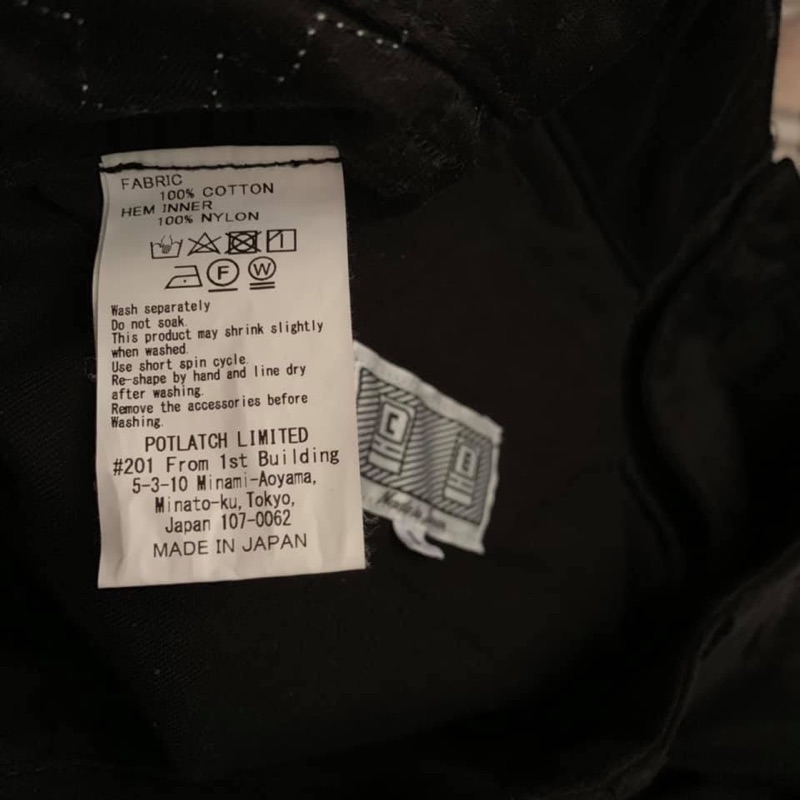 FABRIC
100% COTTON
HEM INNER
100% NYLON
F W
Wash separately
Do not soak.
This product may shrink slightly
when washed.
Use short spin cycle.
Re-shape by hand and line dry
after washing.
Remove the accessories before
Washing.
POTLATCH LIMITED
#201 From 1st Building
5-3-10 Minami-Aoyama,
Minato-ku, Tokyo,
Japan 107-0062
MADE IN JAPAN
Made in Japan